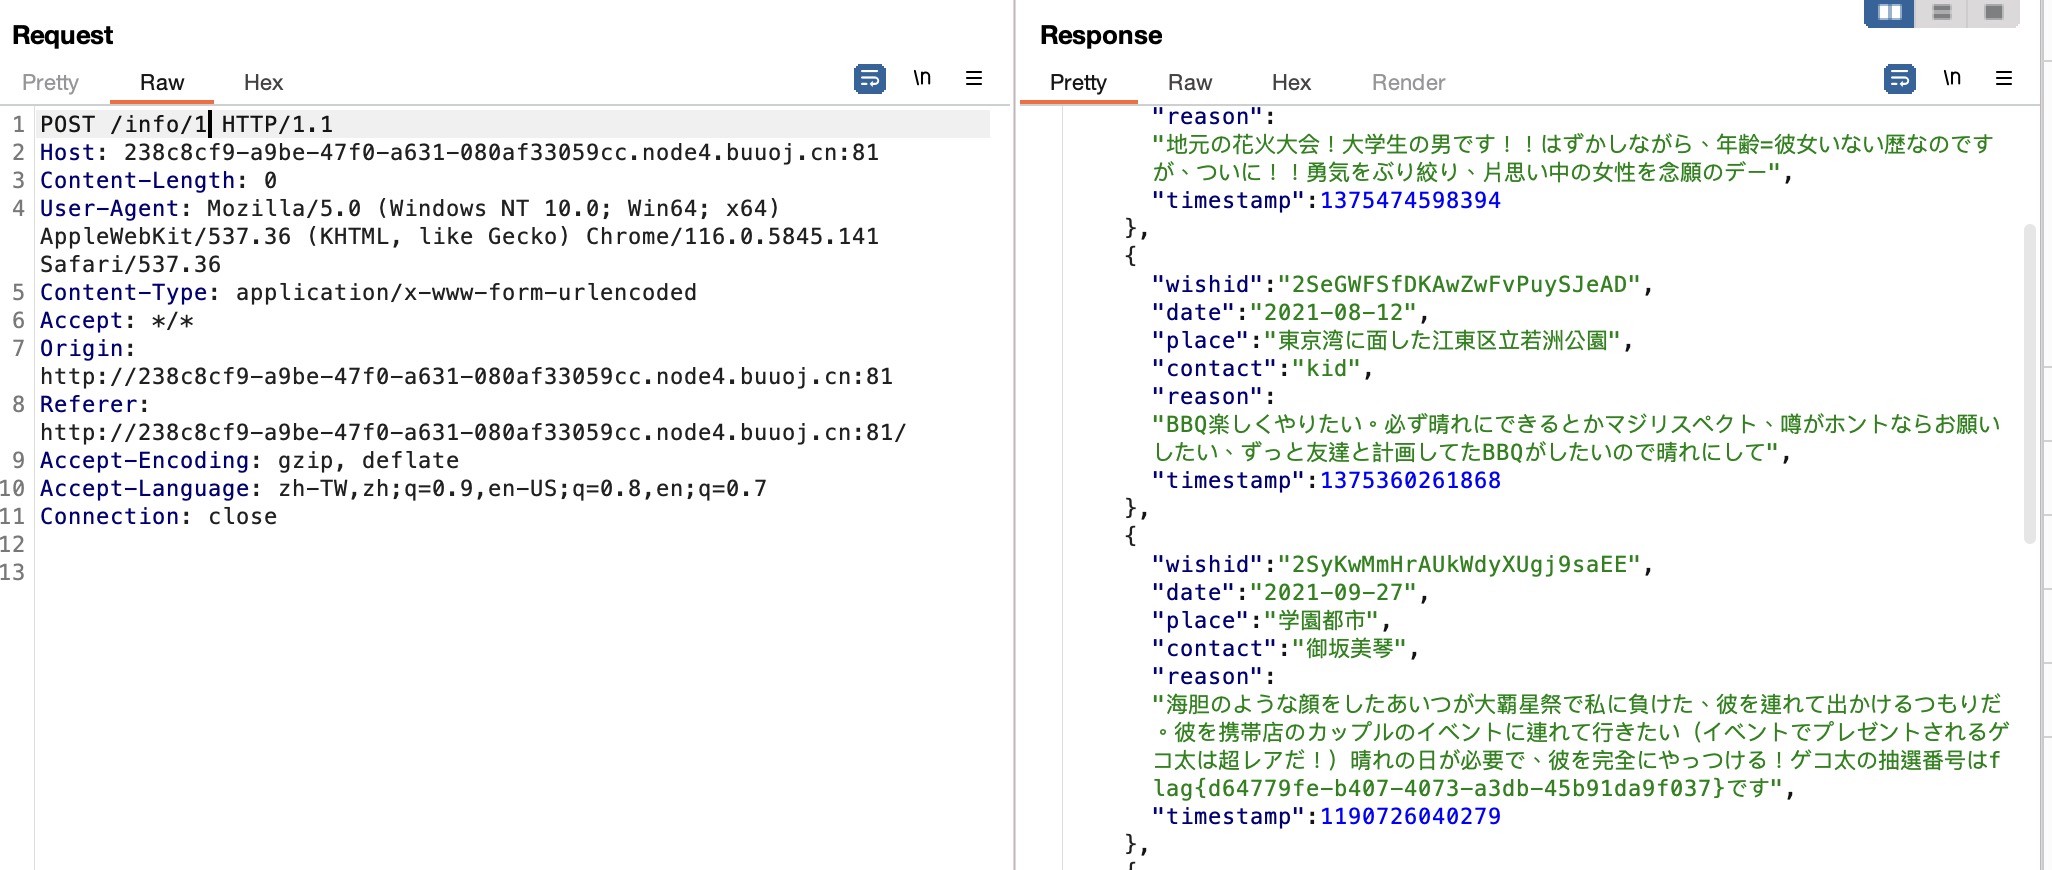 Request
Pretty Raw Hex \n
1 POST /info/1 HTTP/1.1
2 Host: 238c8cf9-a9be-47f0-a631-080af33059cc.node4.buuoj.cn:81
3 Content-Length: 0
4 User-Agent: Mozilla/5.0 (Windows NT 10.0; Win64; x64)
AppleWebKit/537.36 (KHTML, like Gecko) Chrome/116.0.5845.141
Safari/537.36
5 Content-Type: application/x-www-form-urlencoded
6 Accept: */*
7 Origin:
http://238c8cf9-a9be-47f0-a631-080af33059cc.node4.buuoj.cn:81
8 Referer:
http://238c8cf9-a9be-47f0-a631-080af33059cc.node4.buuoj.cn:81/
9 Accept-Encoding: gzip, deflate
10 Accept-Language: zh-TW,zh;q=0.9,en-US;q=0.8,en;q=0.7
11 Connection: close
12
13
Response
Pretty Raw Hex Render \n
"reason":
"地元の花火大会！大学生の男です！！はずかしながら、年齢=彼女いない歴なのです
が、ついに！！勇気をぶり絞り、片思い中の女性を念願のデー",
"timestamp":1375474598394
},
{
"wishid":"2SeGWFSfDKAwZwFvPuySJeAD",
"date":"2021-08-12",
"place":"東京湾に面した江東区立若洲公園",
"contact":"kid",
"reason":
"BBQ楽しくやりたい。必ず晴れにできるとかマジリスペクト、噂がホントならお願い
したい、ずっと友達と計画してたBBQがしたいので晴れにして",
"timestamp":1375360261868
},
{
"wishid":"2SyKwMmHrAUkWdyXUgj9saEE",
"date":"2021-09-27",
"place":"学園都市",
"contact":"御坂美琴",
"reason":
"海胆のような顔をしたあいつが大覇星祭で私に負けた、彼を連れて出かけるつもりだ
。彼を携帯店のカップルのイベントに連れて行きたい（イベントでプレゼントされるゲ
コ太は超レアだ！）晴れの日が必要で、彼を完全にやっつける！ゲコ太の抽選番号はf
lag{d64779fe-b407-4073-a3db-45b91da9f037}です",
"timestamp":1190726040279
},
{